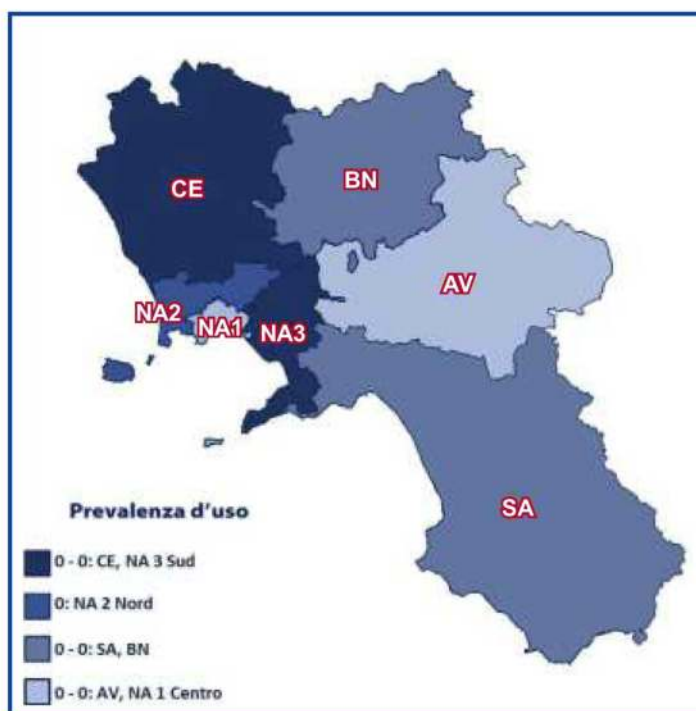 CE
BN
AV
NA2
NA1
NA3
SA
Prevalenza d'uso
0 - 0: CE, NA 3 Sud
0: NA 2 Nord
0 - 0: SA, BN
0 - 0: AV, NA 1 Centro